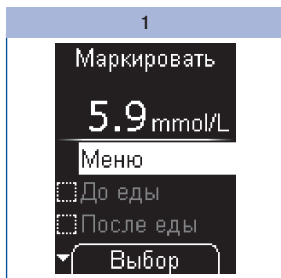 1
Маркировать
5.9 mmol/L
Меню
До еды
После еды
Выбор